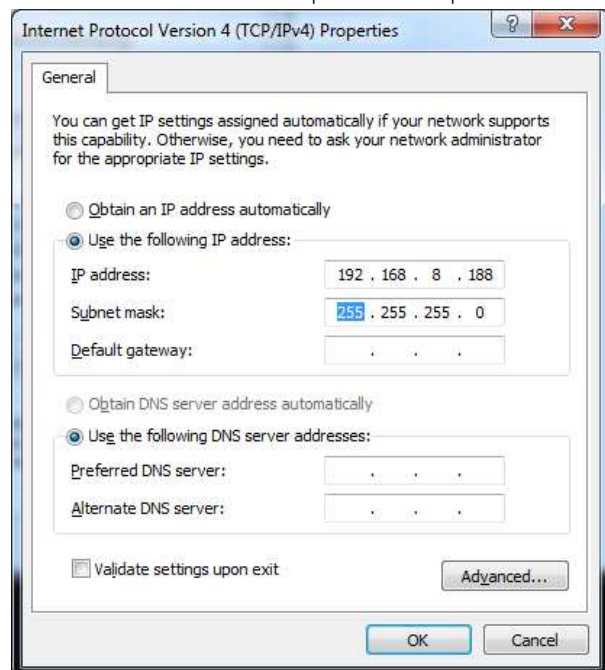 Internet Protocol Version 4 (TCP/IPv4) Properties
General
You can get IP settings assigned automatically if your network supports
this capability. Otherwise, you need to ask your network administrator
for the appropriate IP settings.
Obtain an IP address automatically
Use the following IP address:
IP address: 192 . 168 . 8 . 188
Subnet mask: 255 . 255 . 255 . 0
Default gateway: . . .
Obtain DNS server address automatically
Use the following DNS server addresses:
Preferred DNS server: . . .
Alternate DNS server: . . .
Validate settings upon exit
Advanced...
OK Cancel